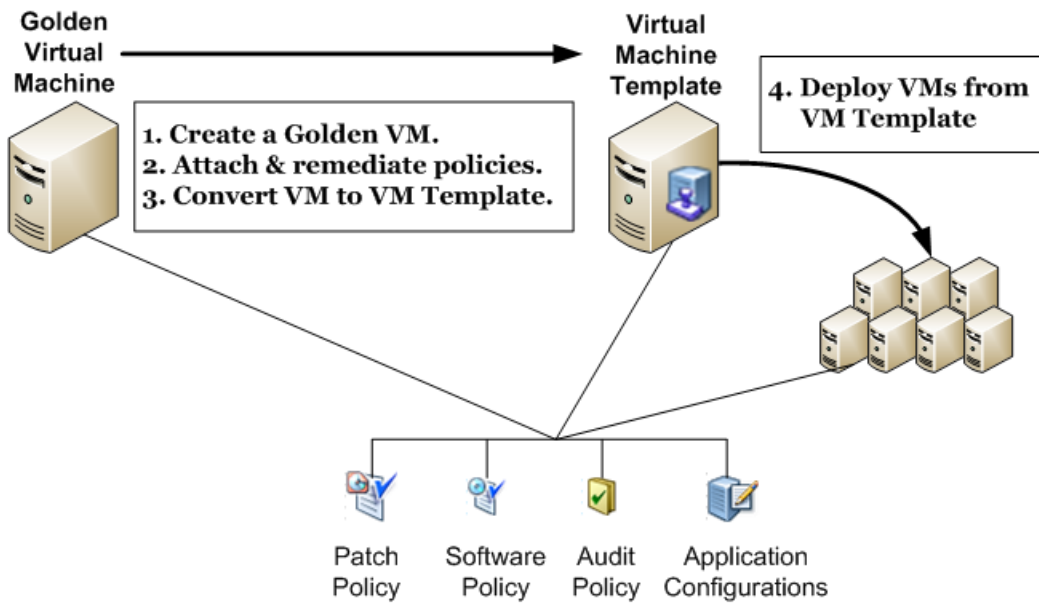 Golden
Virtual
Machine
Virtual
Machine
Template
1. Create a Golden VM.
2. Attach & remediate policies.
3. Convert VM to VM Template.
4. Deploy VMs from
VM Template
Patch
Policy
Software
Policy
Audit
Policy
Application
Configurations